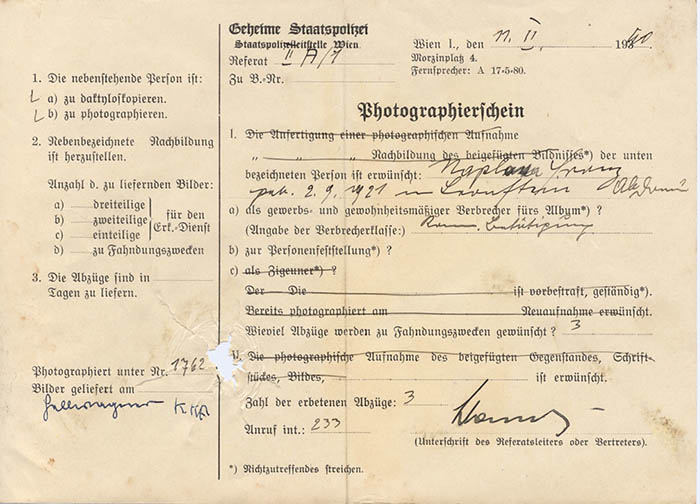 1. Die nebenstehende Person ist:
a) zu daktyloskopieren.
b) zu photographieren.
2. Nebenbezeichnete Nachbildung
ist herzustellen.
Anzahl d. zu liefernden Bilder:
a) dreiteilige
b) zweiteilige
c) einteilige
für den
Erk.-Dienst
d) zu Fahndungszwecken
3. Die Abzüge sind in
Tagen zu liefern.
Photographiert unter Nr. 1762
Bilder geliefert am
Geheime Staatspolizei
Staatspolizeileitstelle Wien.
Referat II A/1
Zu B.-Nr.
Wien I., den 11. II. 1940
Morzinplatz 4.
Fernsprecher: A 17-5-80.
Photographierschein
I. Die Anfertigung einer photographischen Aufnahme
„ „ „ Nachbildung des beigefügten Bildnisses*) der unten
bezeichneten Person ist erwünscht: Franz
geb. 2.9.1921 in
a) als gewerbs- und gewohnheitsmäßiger Verbrecher fürs Album*) ?
(Angabe der Verbrecherklasse:) Kom. Betätigung
b) zur Personenfeststellung*) ?
c) als Zigeuner*) ?
Der - Die ist vorbestraft, geständig*).
Bereits photographiert am Neuaufnahme erwünscht.
Wieviel Abzüge werden zu Fahndungszwecken gewünscht ? 3
II. Die photographische Aufnahme des beigefügten Gegenstandes, Schrift-
stückes, Bildes, ist erwünscht.
Zahl der erbetenen Abzüge: 3
Anruf int.: 233
(Unterschrift des Referatsleiters oder Vertreters).
*) Nichtzutreffendes streichen.